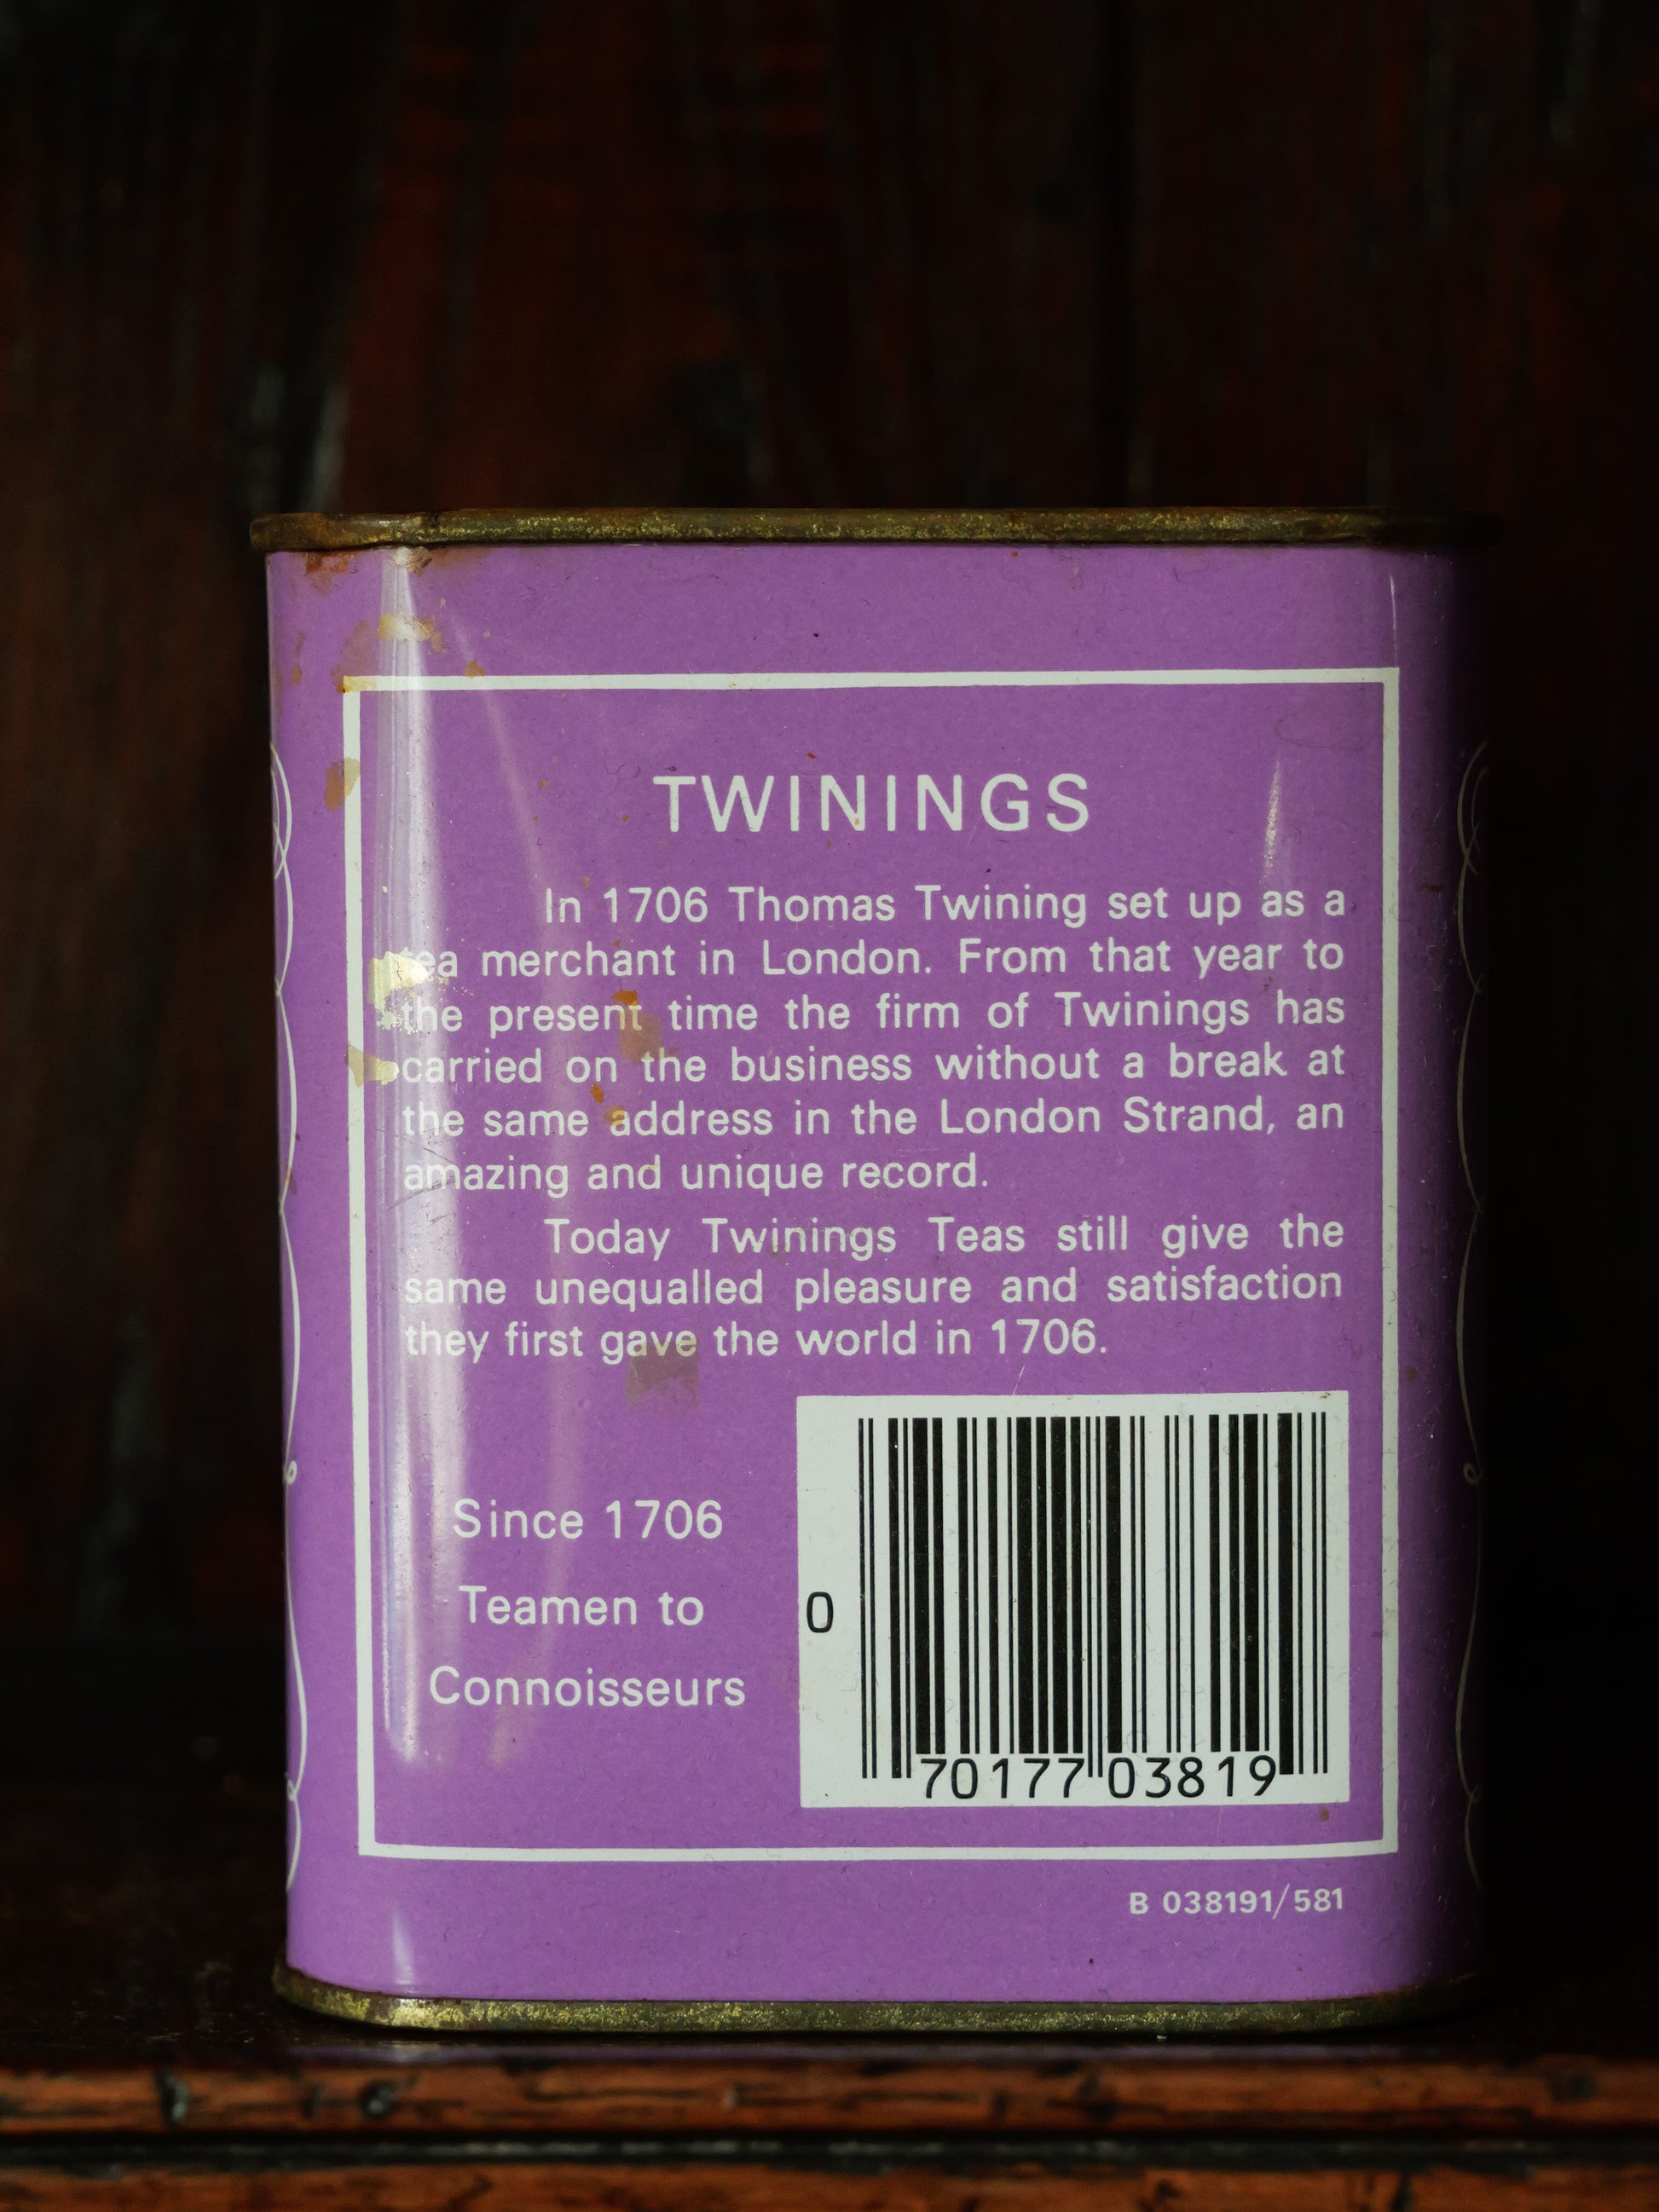 TWININGS
In 1706 Thomas Twining set up as a
tea merchant in London. From that year to
the present time the firm of Twinings has
carried on the business without a break at
the same address in the London Strand, an
amazing and unique record.
Today Twinings Teas still give the
same unequalled pleasure and satisfaction
they first gave the world in 1706.
Since 1706
Teamen to
Connoisseurs
0 70177 03819
B 038191/581